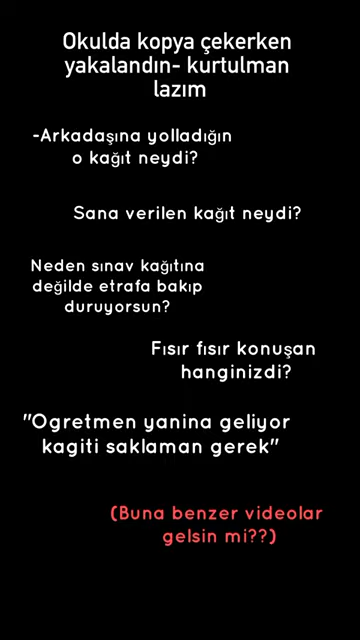 Okulda kopya çekerken
yakalandın- kurtulman
lazım
-Arkadaşına yolladığın
o kağıt neydi?
Sana verilen kağıt neydi?
Neden sınav kağıtına
değilde etrafa bakıp
duruyorsun?
Fısır fısır konuşan
hanginizdi?
"Ogretmen yanina geliyor
kagiti saklaman gerek"
(Buna benzer videolar
gelsin mi??)